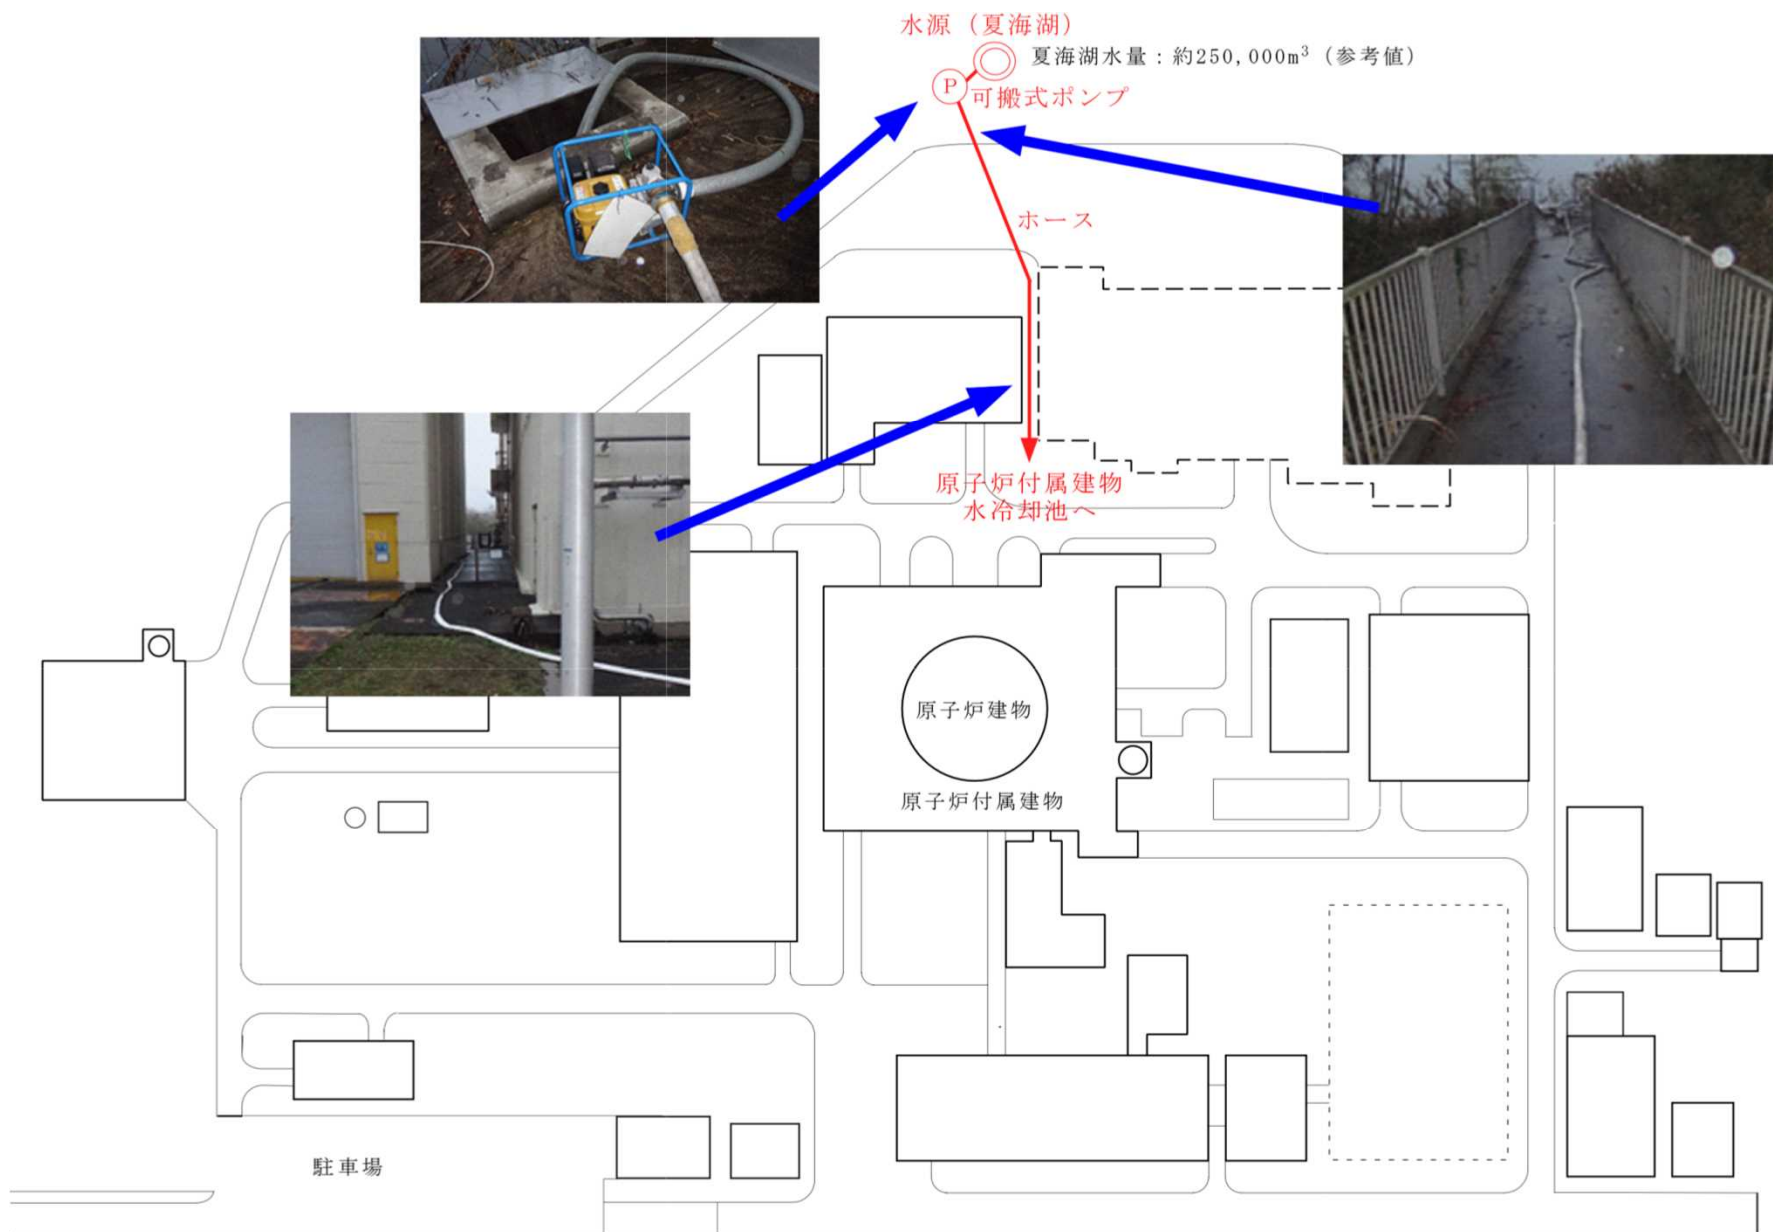 水源（夏海湖）
夏海湖水量：約250,000m³（参考値）
P
可搬式ポンプ
ホース
原子炉付属建物
水冷却池へ
原子炉建物
原子炉付属建物
駐車場